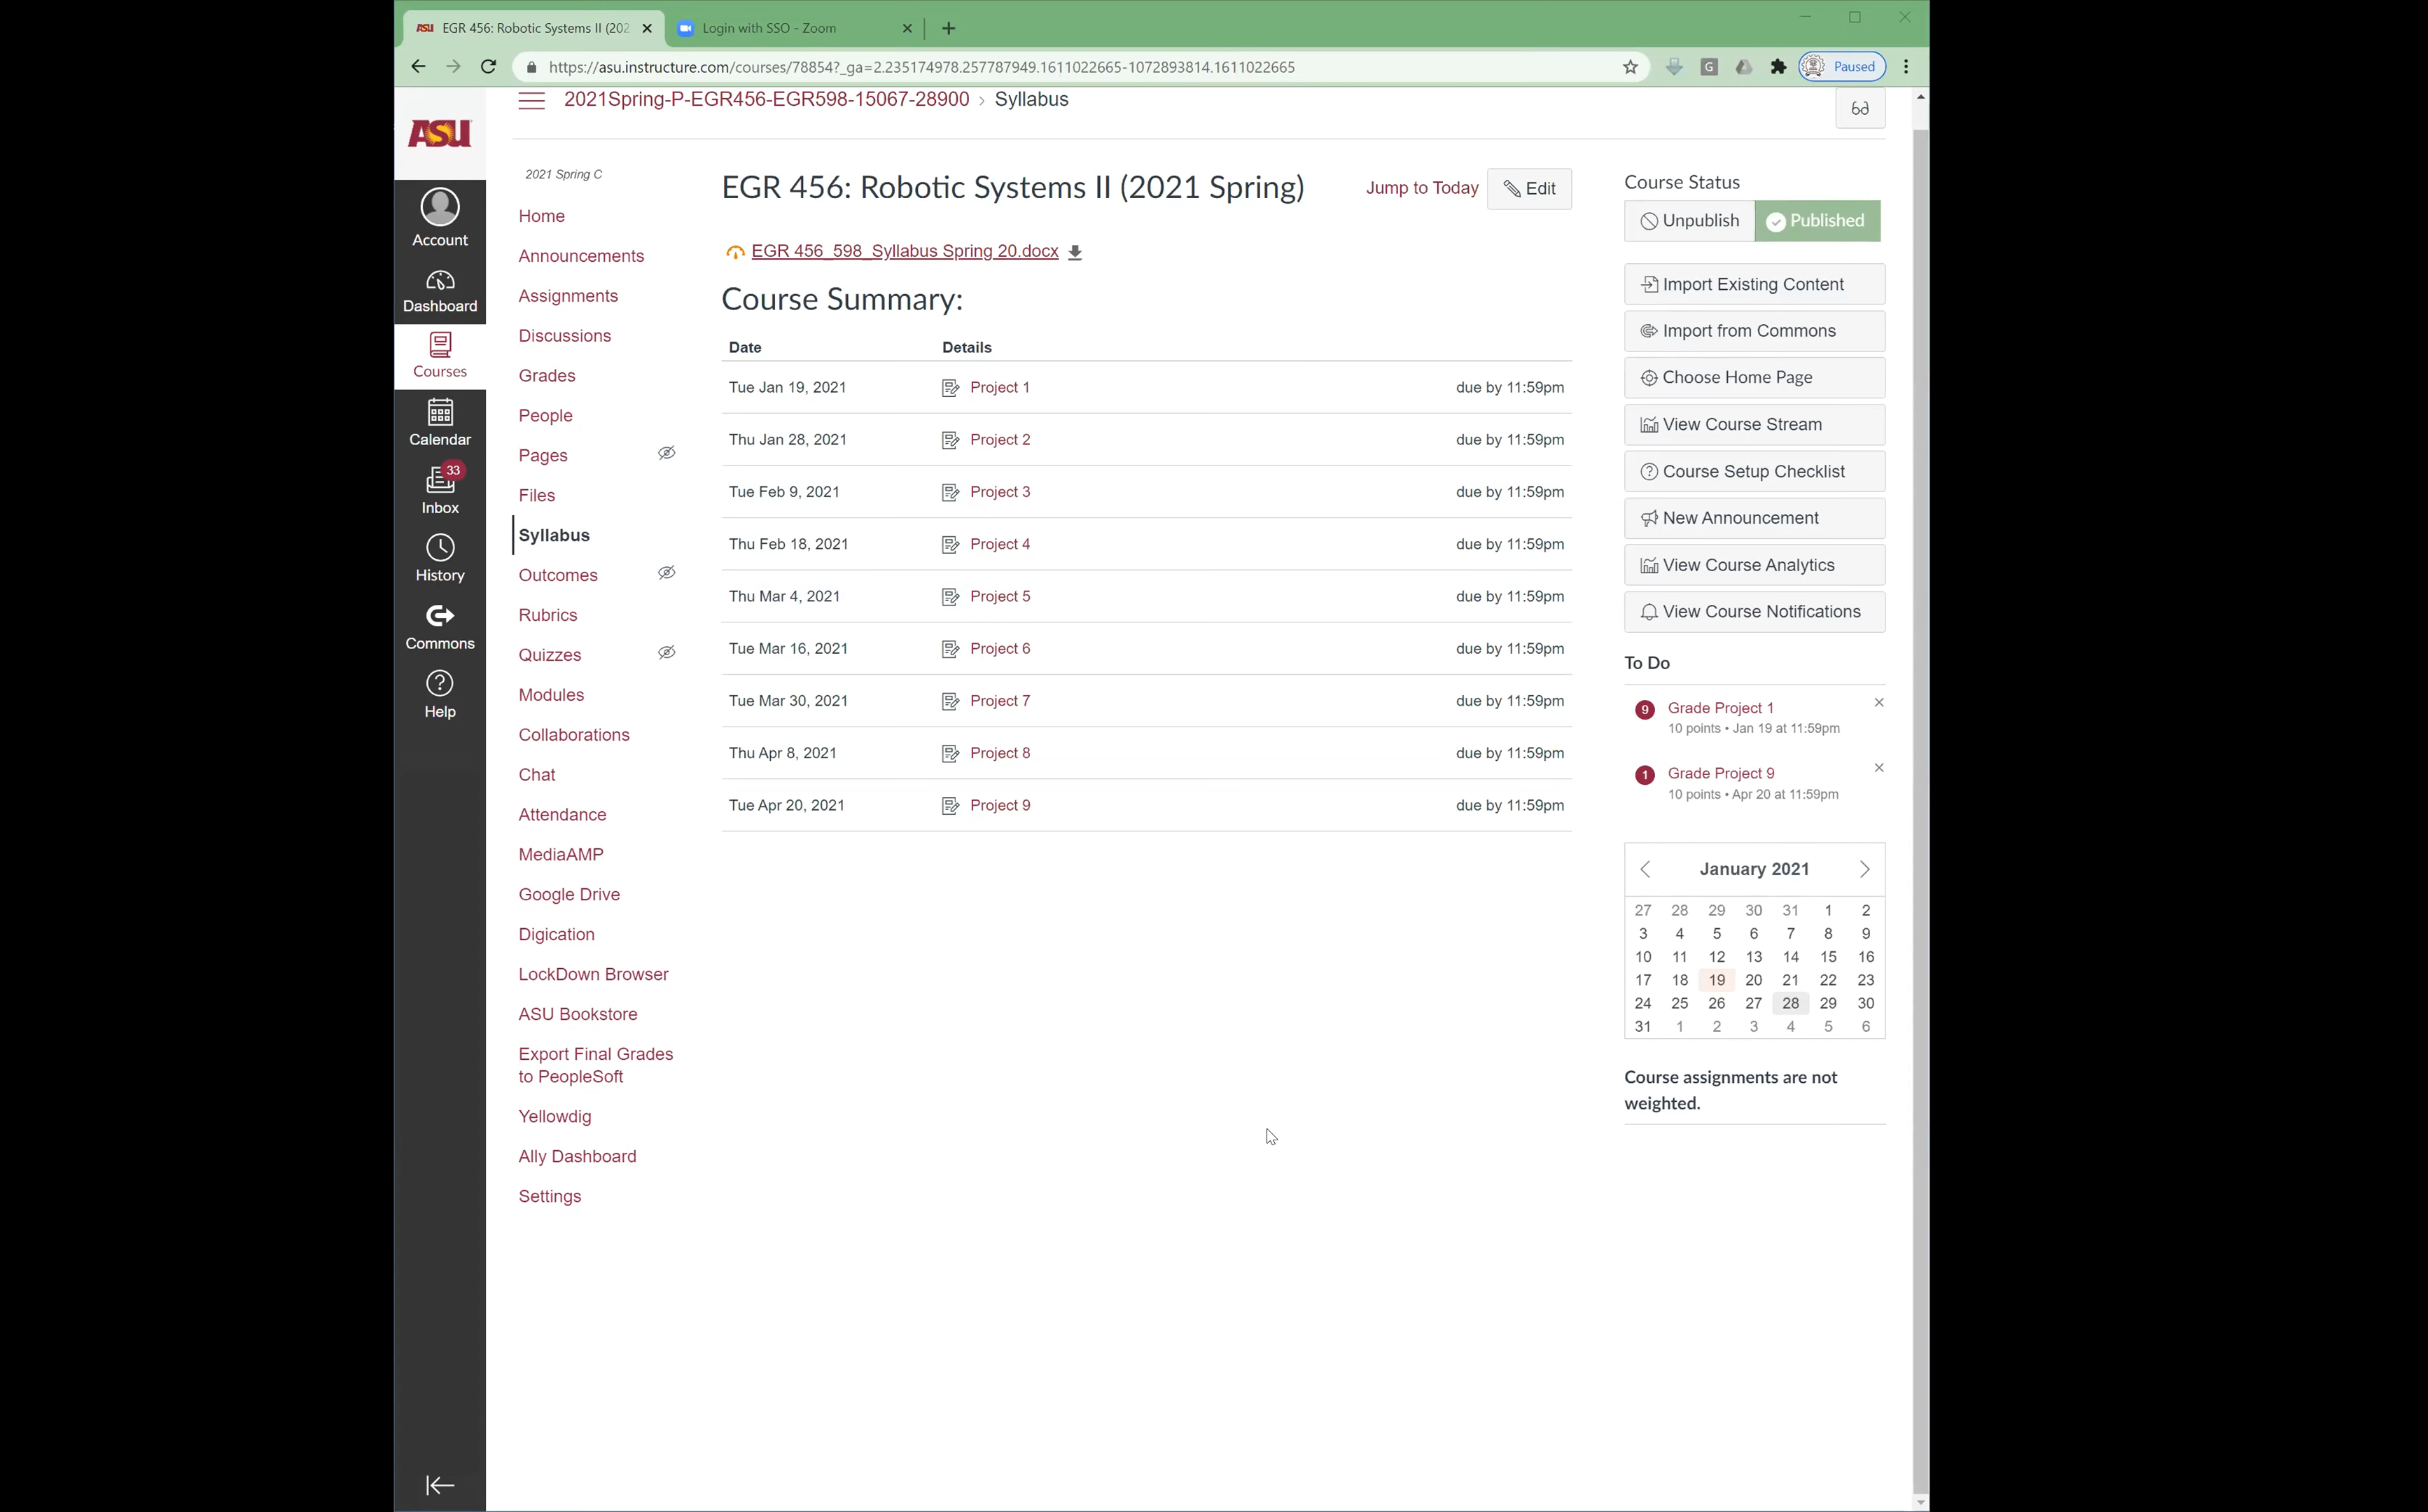 EGR 456: Robotic Systems II (202
Login with SSO - Zoom
https://asu.instructure.com/courses/78854?_ga=2.235174978.257787949.1611022665-1072893814.1611022665
G
Paused
2021Spring-P-EGR456-EGR598-15067-28900 › Syllabus
ASU
Account
Dashboard
Courses
Calendar
33
Inbox
History
Commons
Help
2021 Spring C
Home
Announcements
Assignments
Discussions
Grades
People
Pages
Files
Syllabus
Outcomes
Rubrics
Quizzes
Modules
Collaborations
Chat
Attendance
MediaAMP
Google Drive
Digication
LockDown Browser
ASU Bookstore
Export Final Grades
to PeopleSoft
Yellowdig
Ally Dashboard
Settings
EGR 456: Robotic Systems II (2021 Spring)
Jump to Today
Edit
EGR 456_598_Syllabus Spring 20.docx
Course Summary:
Date Details
Tue Jan 19, 2021 Project 1 due by 11:59pm
Thu Jan 28, 2021 Project 2 due by 11:59pm
Tue Feb 9, 2021 Project 3 due by 11:59pm
Thu Feb 18, 2021 Project 4 due by 11:59pm
Thu Mar 4, 2021 Project 5 due by 11:59pm
Tue Mar 16, 2021 Project 6 due by 11:59pm
Tue Mar 30, 2021 Project 7 due by 11:59pm
Thu Apr 8, 2021 Project 8 due by 11:59pm
Tue Apr 20, 2021 Project 9 due by 11:59pm
Course Status
Unpublish Published
Import Existing Content
Import from Commons
Choose Home Page
View Course Stream
Course Setup Checklist
New Announcement
View Course Analytics
View Course Notifications
To Do
9 Grade Project 1
10 points • Jan 19 at 11:59pm
1 Grade Project 9
10 points • Apr 20 at 11:59pm
January 2021
27 28 29 30 31 1 2
3 4 5 6 7 8 9
10 11 12 13 14 15 16
17 18 19 20 21 22 23
24 25 26 27 28 29 30
31 1 2 3 4 5 6
Course assignments are not
weighted.